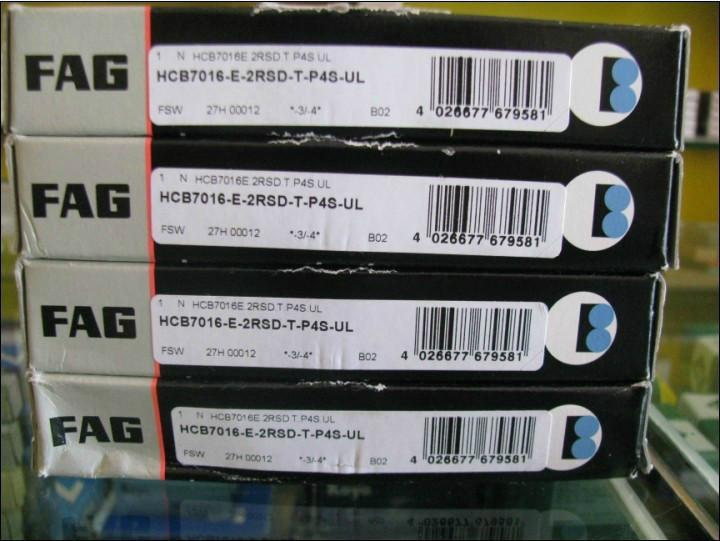 FAG
1 N HCB7016E.2RSD.T.P4S.UL
HCB7016-E-2RSD-T-P4S-UL
FSW 27H 00012 *-3/-4* B02
4 026677 679581
FAG
1 N HCB7016E.2RSD.T.P4S.UL
HCB7016-E-2RSD-T-P4S-UL
FSW 27H 00012 *-3/-4* B02
4 026677 679581
FAG
1 N HCB7016E.2RSD.T.P4S.UL
HCB7016-E-2RSD-T-P4S-UL
FSW 27H 00012 *-3/-4* B02
4 026677 679581
FAG
1 N HCB7016E.2RSD.T.P4S.UL
HCB7016-E-2RSD-T-P4S-UL
FSW 27H 00012 *-3/-4* B02
4 026677 679581